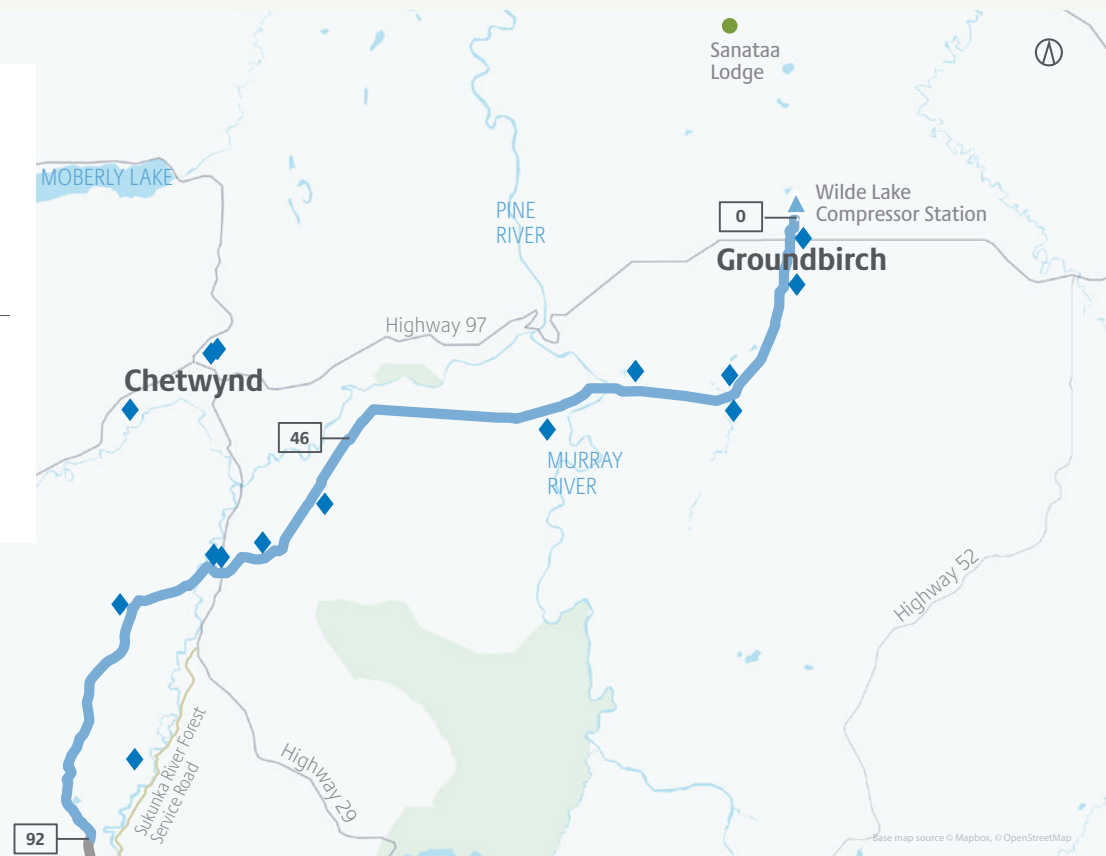 Sanataa
Lodge
MOBERLY LAKE
Wilde Lake
Compressor Station
0
PINE
RIVER
Groundbirch
Highway 97
Chetwynd
46
MURRAY
RIVER
Highway 52
Sukunka River Forest
Service Road
Highway 29
92
Base map source © Mapbox, © OpenStreetMap